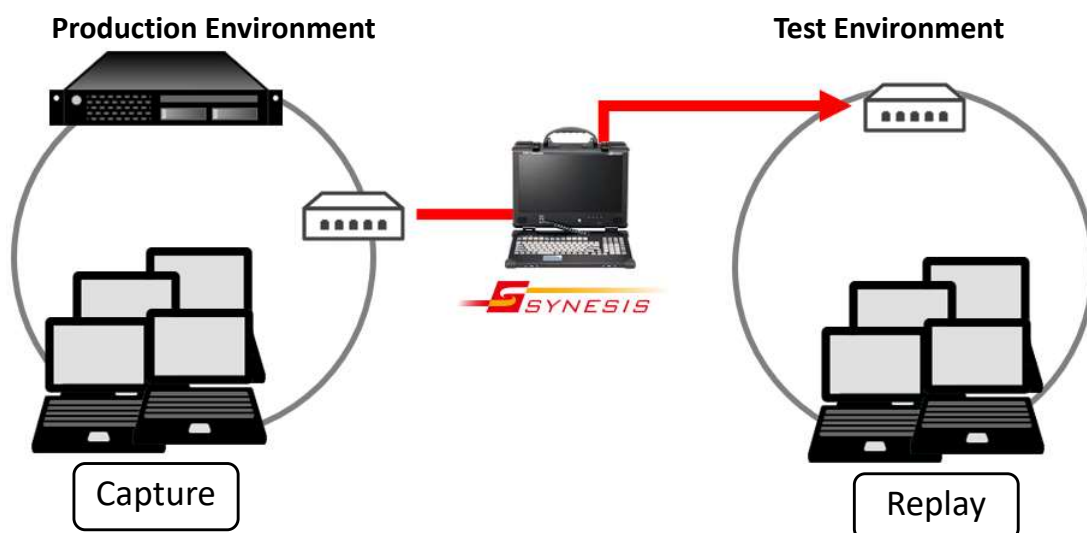 Production Environment
Test Environment
SYNESIS
Capture
Replay